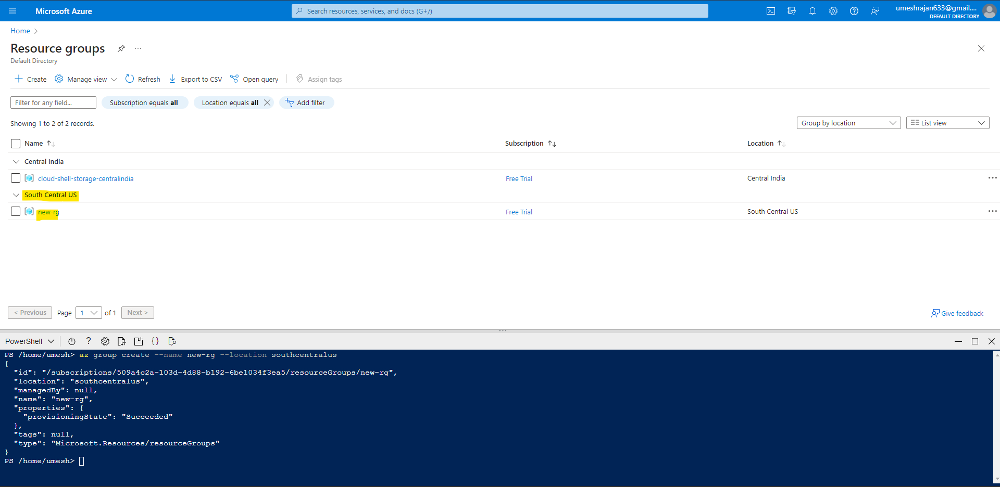 Microsoft Azure
Search resources, services, and docs (G+/)
umeshrajan633@gmail....
DEFAULT DIRECTORY
Home
Resource groups
Default Directory
Create Manage view Refresh Export to CSV Open query Assign tags
Filter for any field... Subscription equals all Location equals all Add filter
Showing 1 to 2 of 2 records.
Group by location List view
Name Subscription Location
Central India
cloud-shell-storage-centralindia Free Trial Central India
South Central US
new-rg Free Trial South Central US
< Previous Page 1 of 1 Next >
Give feedback
PowerShell
PS /home/umesh> az group create --name new-rg --location southcentralus
{
"id": "/subscriptions/509a4c2a-103d-4d88-b192-6be1034f3ea5/resourceGroups/new-rg",
"location": "southcentralus",
"managedBy": null,
"name": "new-rg",
"properties": {
"provisioningState": "Succeeded"
},
"tags": null,
"type": "Microsoft.Resources/resourceGroups"
}
PS /home/umesh>